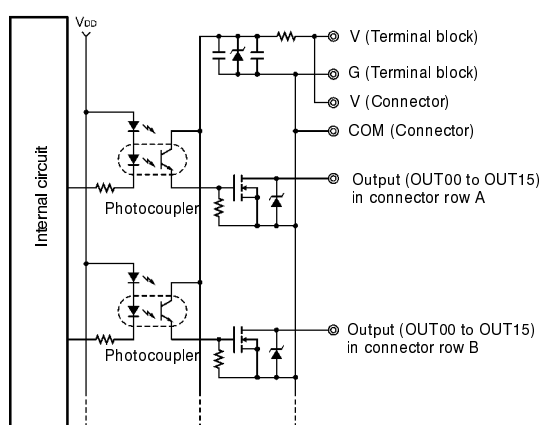 VDD
V (Terminal block)
G (Terminal block)
V (Connector)
COM (Connector)
Internal circuit
Output (OUT00 to OUT15)
in connector row A
Photocoupler
Output (OUT00 to OUT15)
in connector row B
Photocoupler